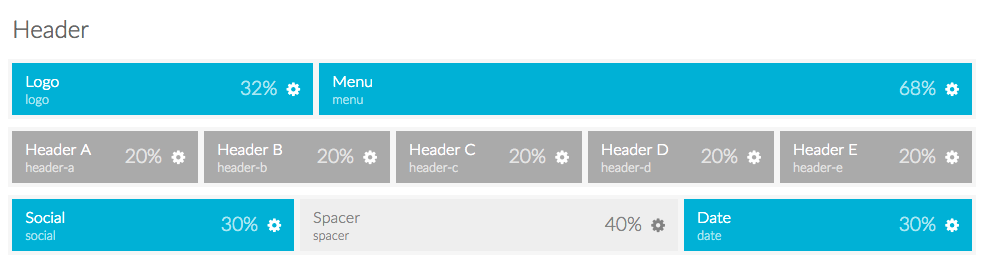 Header
Logo 32%
logo
Menu 68%
menu
Header A 20%
header-a
Header B 20%
header-b
Header C 20%
header-c
Header D 20%
header-d
Header E 20%
header-e
Social 30%
social
Spacer 40%
spacer
Date 30%
date